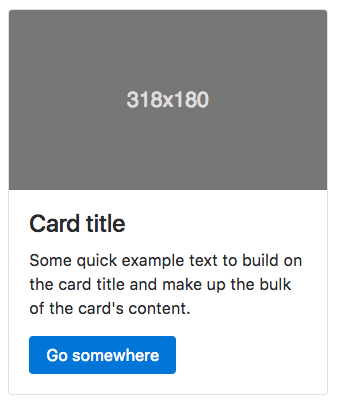 318x180
Card title
Some quick example text to build on
the card title and make up the bulk
of the card's content.
Go somewhere